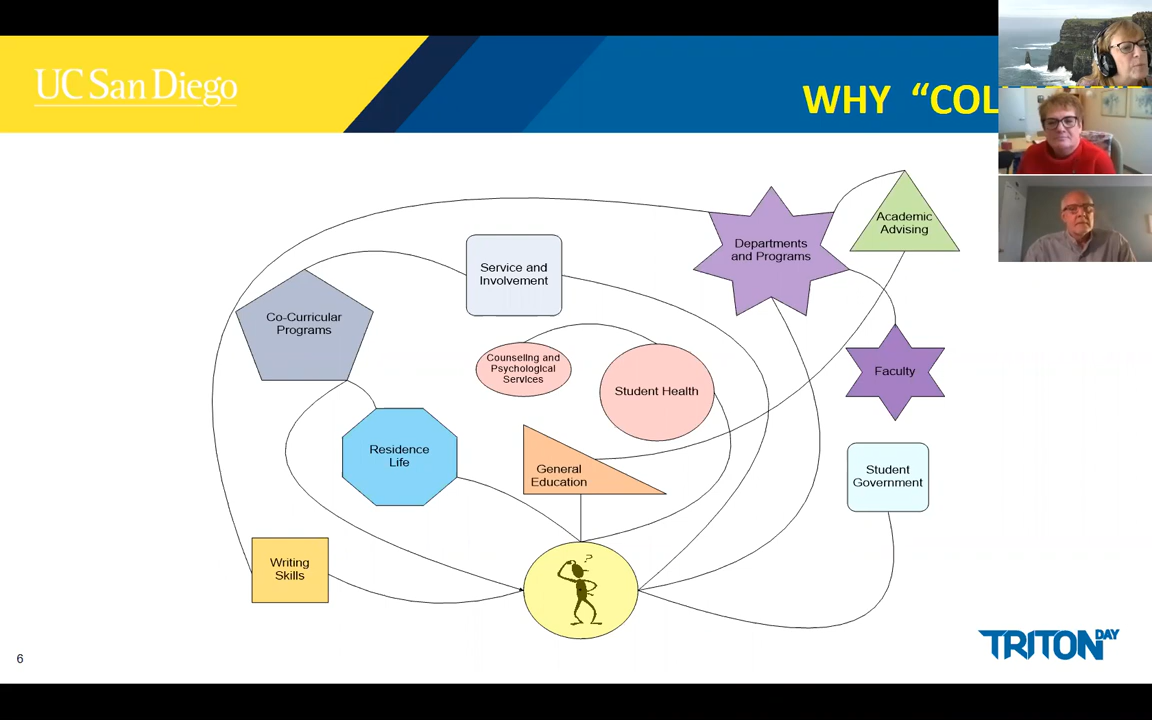 UC San Diego
WHY “COL
Academic
Advising
Departments
and Programs
Service and
Involvement
Co-Curricular
Programs
Counseling and
Psychological
Services
Student Health
Faculty
Residence
Life
General
Education
Student
Government
Writing
Skills
?
6
TRITON DAY